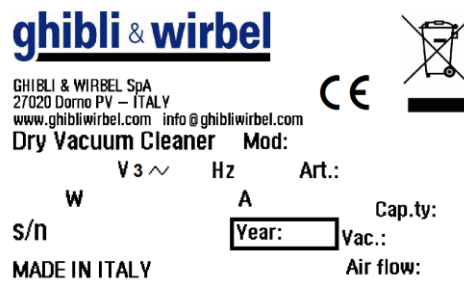 ghibli & wirbel
GHIBLI & WIRBEL SpA
27020 Dorno PV – ITALY
www.ghibliwirbel.com info@ghibliwirbel.com
CE
Dry Vacuum Cleaner Mod:
V 3 ~ Hz Art.:
W A Cap.ty:
s/n Year: Vac.:
MADE IN ITALY Air flow: